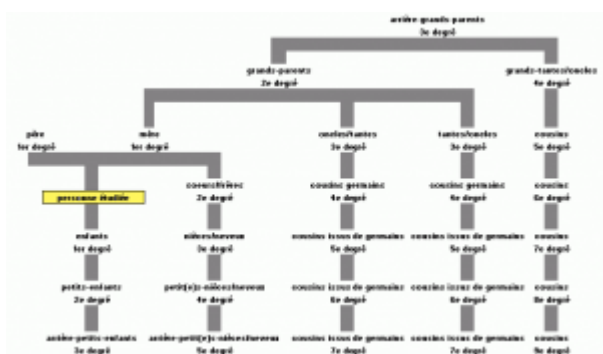 arrière grands-parents
3e degré
grands-parents
2e degré
grands-tantes/oncles
4e degré
père
1er degré
mère
1er degré
oncles/tantes
3e degré
tantes/oncles
3e degré
cousins
5e degré
personne étudiée
soeurs/frères
2e degré
cousins germains
4e degré
cousins germains
4e degré
cousins
6e degré
enfants
1er degré
nièces/neveux
3e degré
cousins issus de germains
5e degré
cousins issus de germains
5e degré
cousins
7e degré
petits-enfants
2e degré
petit(e)s-nièces/neveux
4e degré
cousins issus de germains
6e degré
cousins issus de germains
6e degré
cousins
8e degré
arrière-petits-enfants
3e degré
arrière-petit(e)s-nièces/neveux
5e degré
cousins issus de germains
7e degré
cousins issus de germains
7e degré
cousins
9e degré